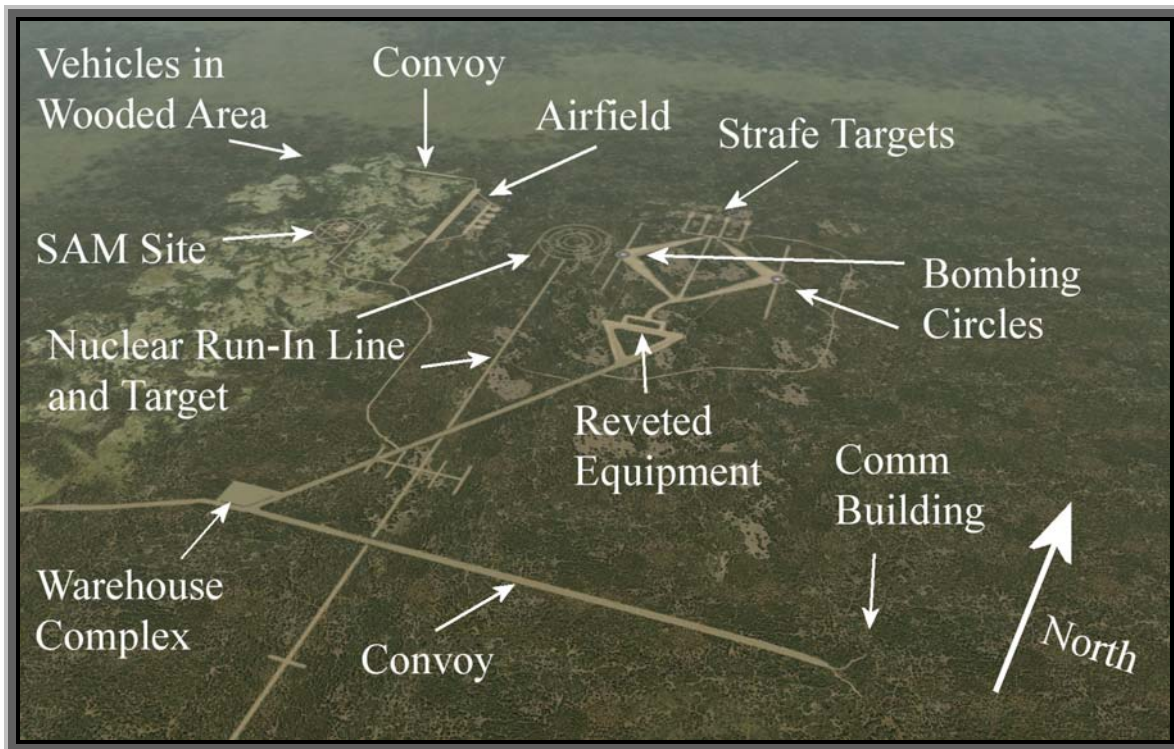 Vehicles in
Wooded Area
Convoy
Airfield
Strafe Targets
SAM Site
Bombing
Circles
Nuclear Run-In Line
and Target
Reveted
Equipment
Comm
Building
Warehouse
Complex
Convoy
North